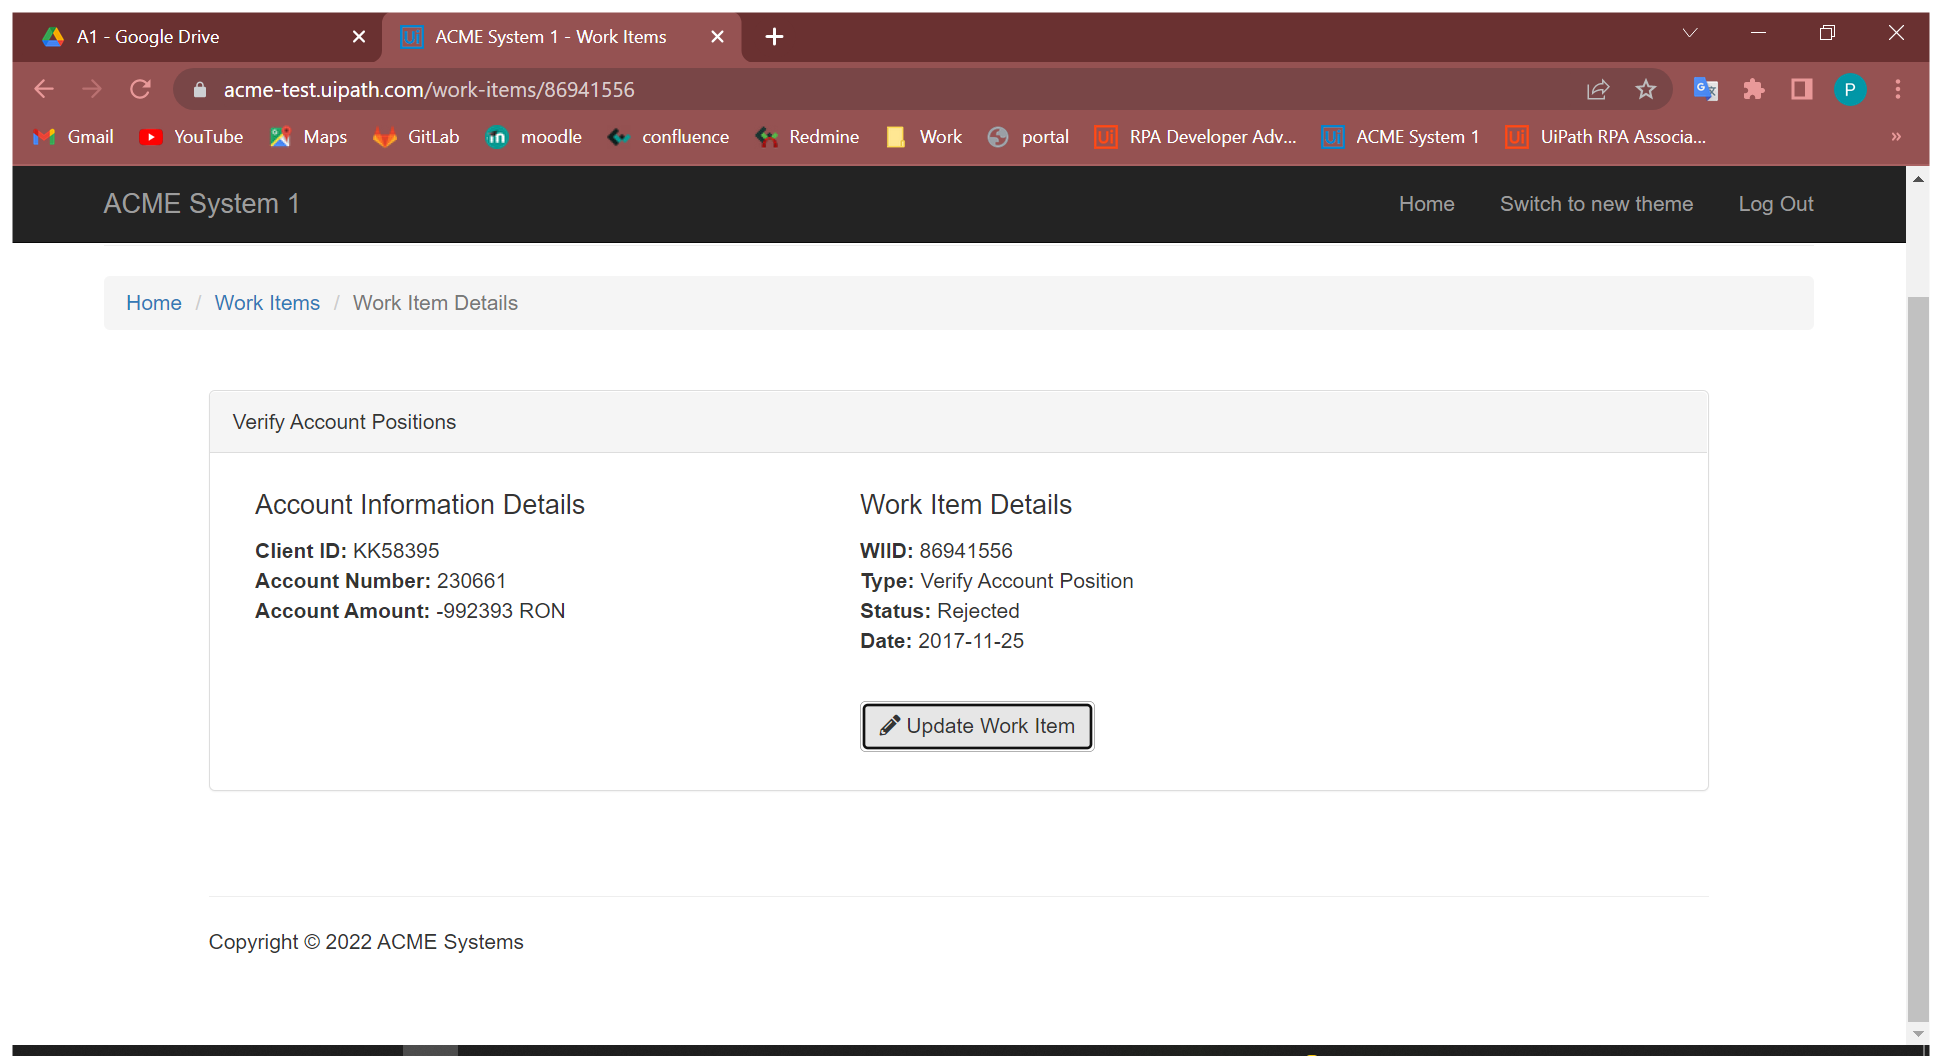 A1 - Google Drive
ACME System 1 - Work Items
acme-test.uipath.com/work-items/86941556
P
Gmail YouTube Maps GitLab moodle confluence Redmine Work portal RPA Developer Adv... ACME System 1 UiPath RPA Associa... »
ACME System 1
Home Switch to new theme Log Out
Home / Work Items / Work Item Details
Verify Account Positions
Account Information Details
Client ID: KK58395
Account Number: 230661
Account Amount: -992393 RON
Work Item Details
WIID: 86941556
Type: Verify Account Position
Status: Rejected
Date: 2017-11-25
Update Work Item
Copyright © 2022 ACME Systems